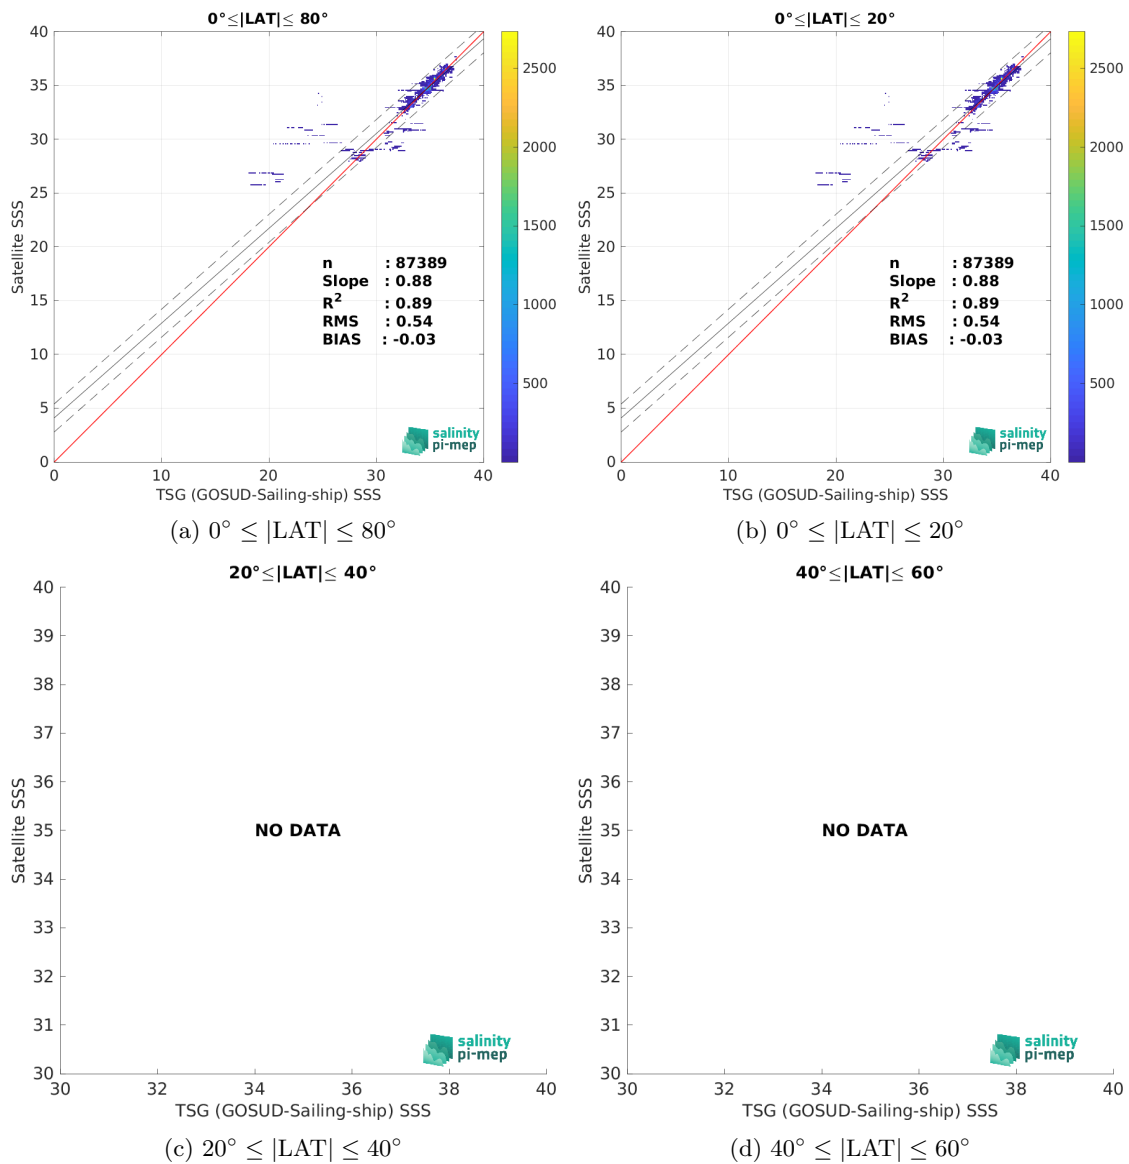 0°≤|LAT|≤ 80°
40
35
30
25
20
15
10
5
0
0
10
20
30
40
Satellite SSS
TSG (GOSUD-Sailing-ship) SSS
n : 87389
Slope : 0.88
R² : 0.89
RMS : 0.54
BIAS : -0.03
salinity
pi-mep
2500
2000
1500
1000
500
(a) 0° ≤ |LAT| ≤ 80°
0°≤|LAT|≤ 20°
40
35
30
25
20
15
10
5
0
0
10
20
30
40
Satellite SSS
TSG (GOSUD-Sailing-ship) SSS
n : 87389
Slope : 0.88
R² : 0.89
RMS : 0.54
BIAS : -0.03
salinity
pi-mep
2500
2000
1500
1000
500
(b) 0° ≤ |LAT| ≤ 20°
20°≤|LAT|≤ 40°
40
39
38
37
36
35
34
33
32
31
30
30
32
34
36
38
40
Satellite SSS
NO DATA
salinity
pi-mep
TSG (GOSUD-Sailing-ship) SSS
(c) 20° ≤ |LAT| ≤ 40°
40°≤|LAT|≤ 60°
40
39
38
37
36
35
34
33
32
31
30
30
32
34
36
38
40
Satellite SSS
NO DATA
salinity
pi-mep
TSG (GOSUD-Sailing-ship) SSS
(d) 40° ≤ |LAT| ≤ 60°